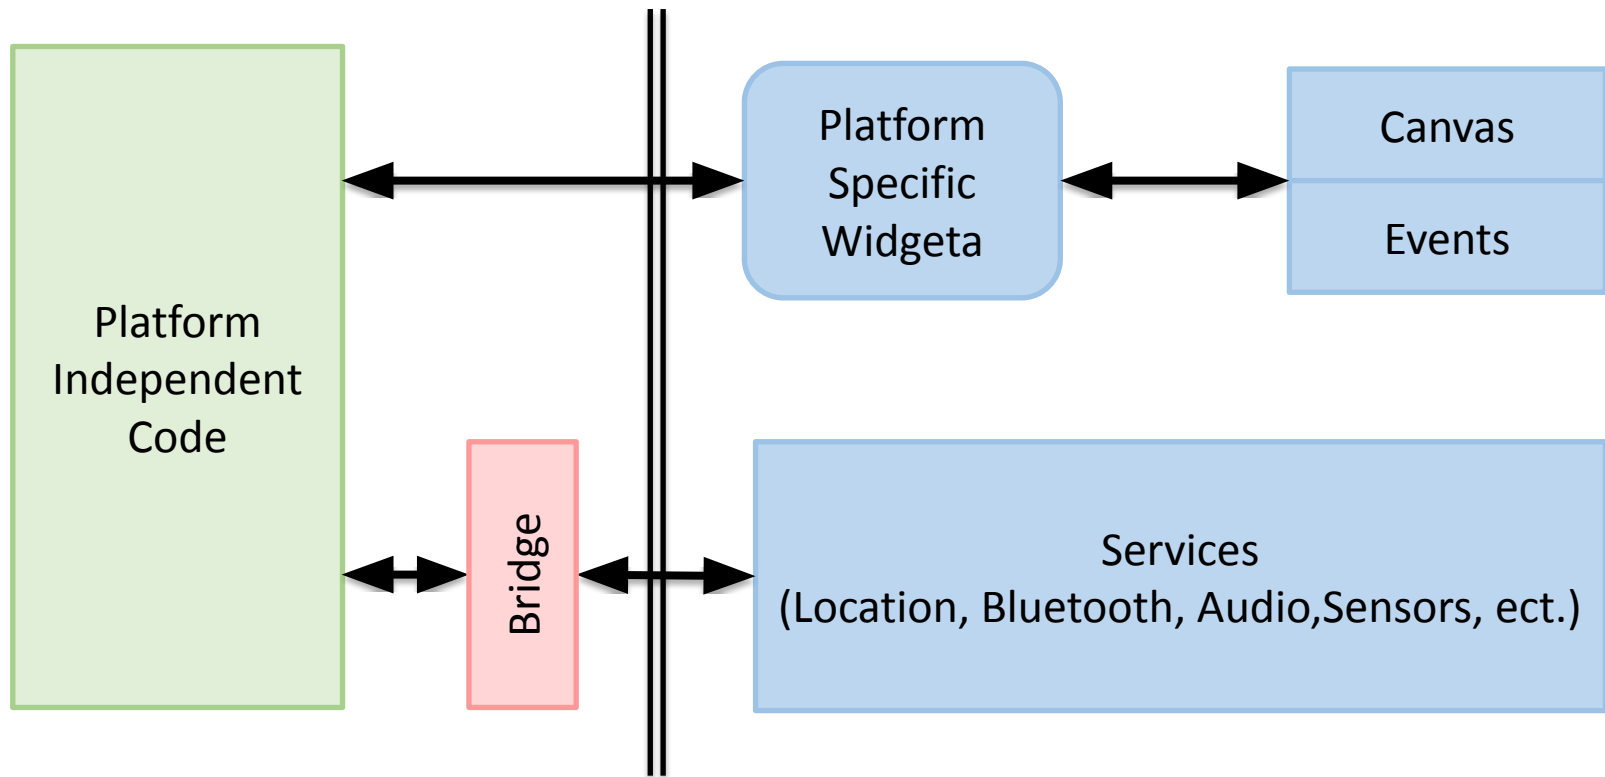 Platform
Independent
Code
Bridge
Platform
Specific
Widgeta
Canvas
Events
Services
(Location, Bluetooth, Audio,Sensors, ect.)